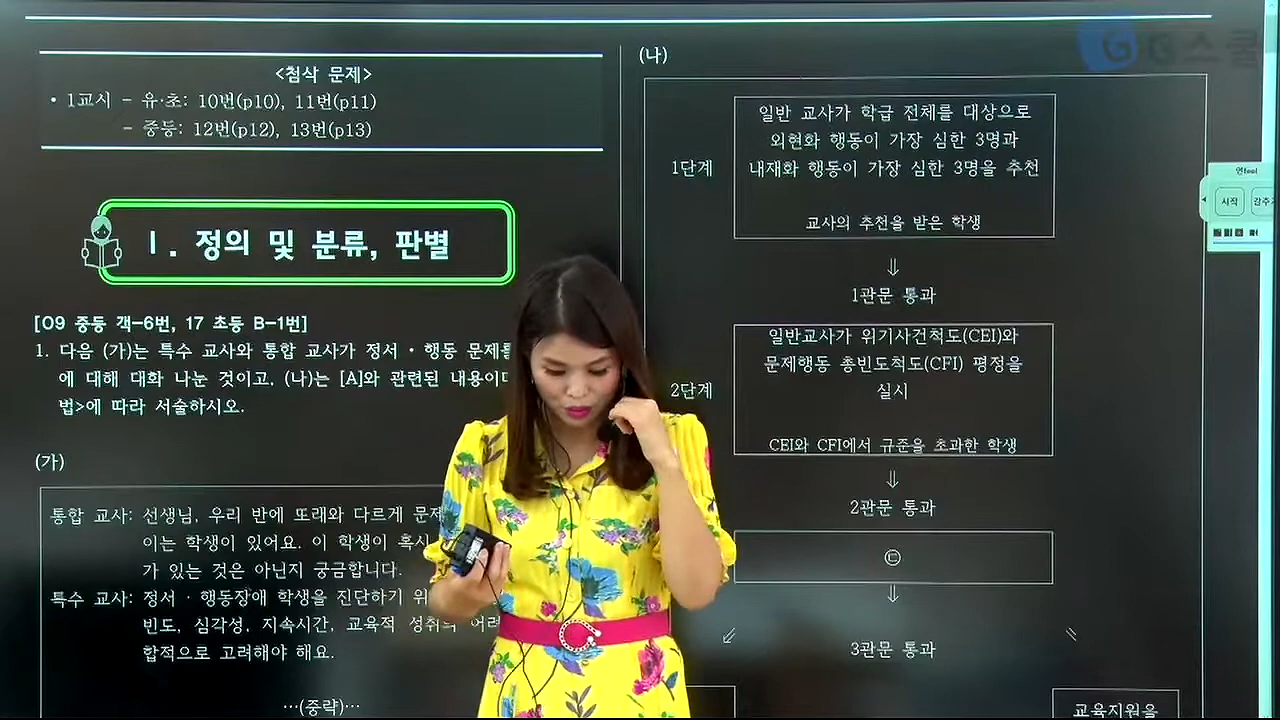 <첨삭 문제>
• 1교시 - 유·초: 10번(p10), 11번(p11)
- 중등: 12번(p12), 13번(p13)
Ⅰ. 정의 및 분류, 판별
[09 중등 객-6번, 17 초등 B-1번]
1. 다음 (가)는 특수 교사와 통합 교사가 정서·행동
에 대해 대화 나눈 것이고, (나)는 [A]와 관련된
법>에 따라 서술하시오.
(가)
통합 교사: 선생님, 우리 반에 또래와 다르게
이는 학생이 있어요. 이 학생이 혹시
가 있는 것은 아닌지 궁금합니다.
특수 교사: 정서·행동장애 학생을 진단하기
빈도, 심각성, 지속시간, 교육적 성취의
합적으로 고려해야 해요.
…(중략)…
(나)
1단계
일반 교사가 학급 전체를 대상으로
외현화 행동이 가장 심한 3명과
내재화 행동이 가장 심한 3명을 추천
교사의 추천을 받은 학생
⇓
1관문 통과
2단계
일반교사가 위기사건척도(CEI)와
문제행동 총빈도척도(CFI) 평정을
실시
CEI와 CFI에서 규준을 초과한 학생
⇓
2관문 통과
㉢
⇓
3관문 통과
교육지원을
G스쿨
시작